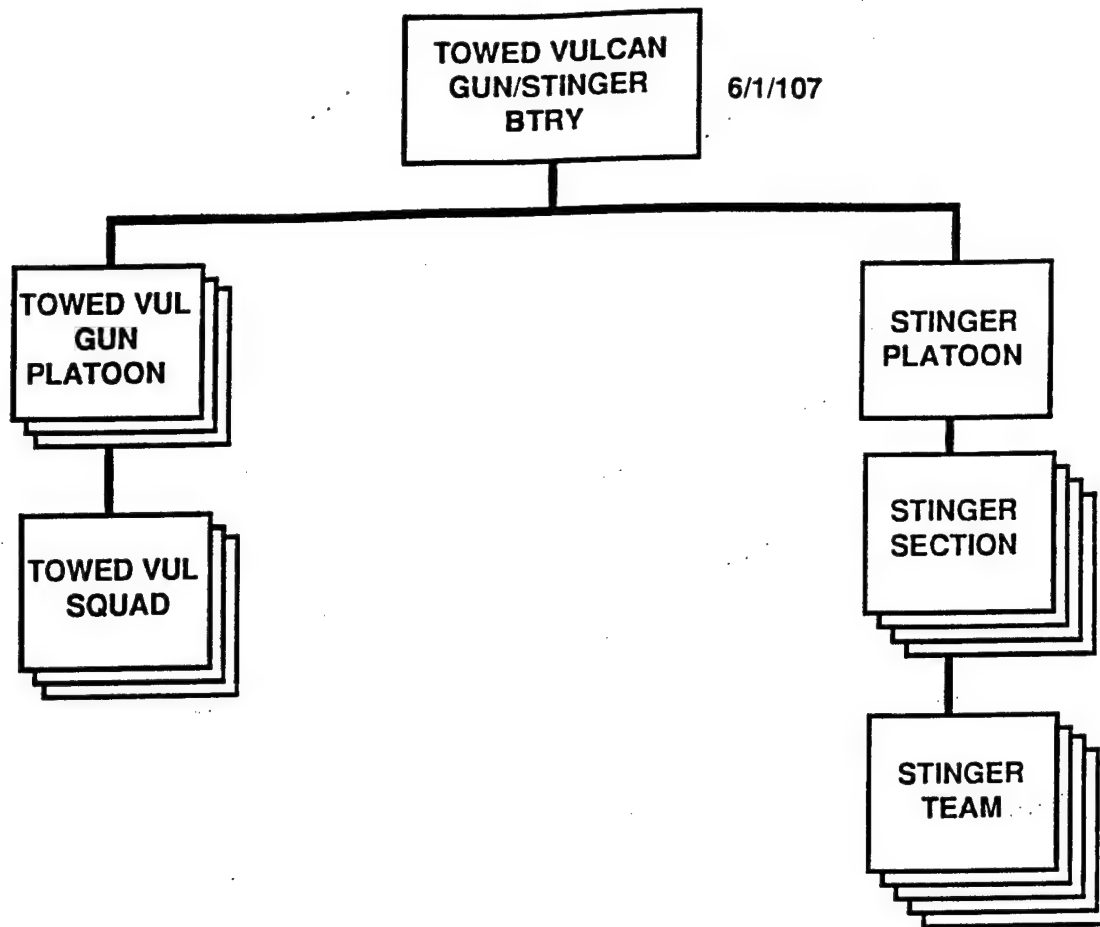 TOWED VULCAN
GUN/STINGER
BTRY
6/1/107
TOWED VUL
GUN
PLATOON
STINGER
PLATOON
TOWED VUL
SQUAD
STINGER
SECTION
STINGER
TEAM